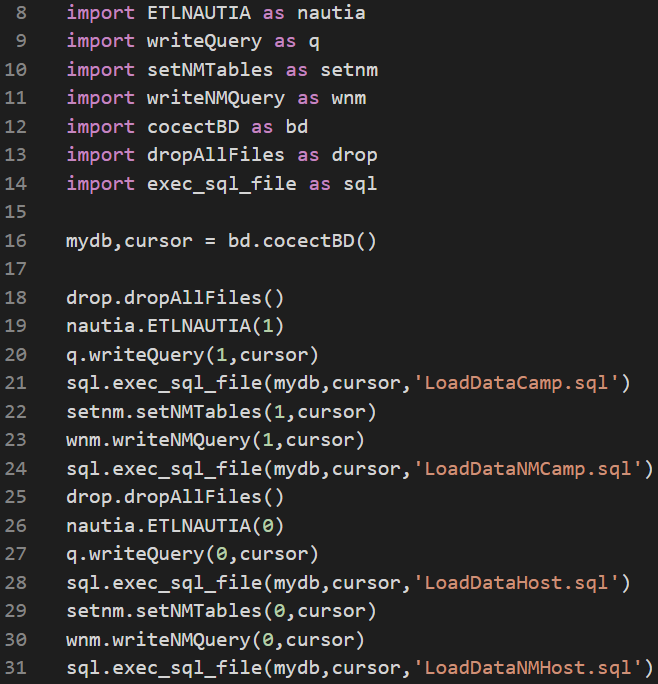 8 import ETLNAUTIA as nautia
9 import writeQuery as q
10 import setNMTables as setnm
11 import writeNMQuery as wnm
12 import cocectBD as bd
13 import dropAllFiles as drop
14 import exec_sql_file as sql
15
16 mydb,cursor = bd.cocectBD()
17
18 drop.dropAllFiles()
19 nautia.ETLNAUTIA(1)
20 q.writeQuery(1,cursor)
21 sql.exec_sql_file(mydb,cursor,'LoadDataCamp.sql')
22 setnm.setNMTables(1,cursor)
23 wnm.writeNMQuery(1,cursor)
24 sql.exec_sql_file(mydb,cursor,'LoadDataNMCamp.sql')
25 drop.dropAllFiles()
26 nautia.ETLNAUTIA(0)
27 q.writeQuery(0,cursor)
28 sql.exec_sql_file(mydb,cursor,'LoadDataHost.sql')
29 setnm.setNMTables(0,cursor)
30 wnm.writeNMQuery(0,cursor)
31 sql.exec_sql_file(mydb,cursor,'LoadDataNMHost.sql')